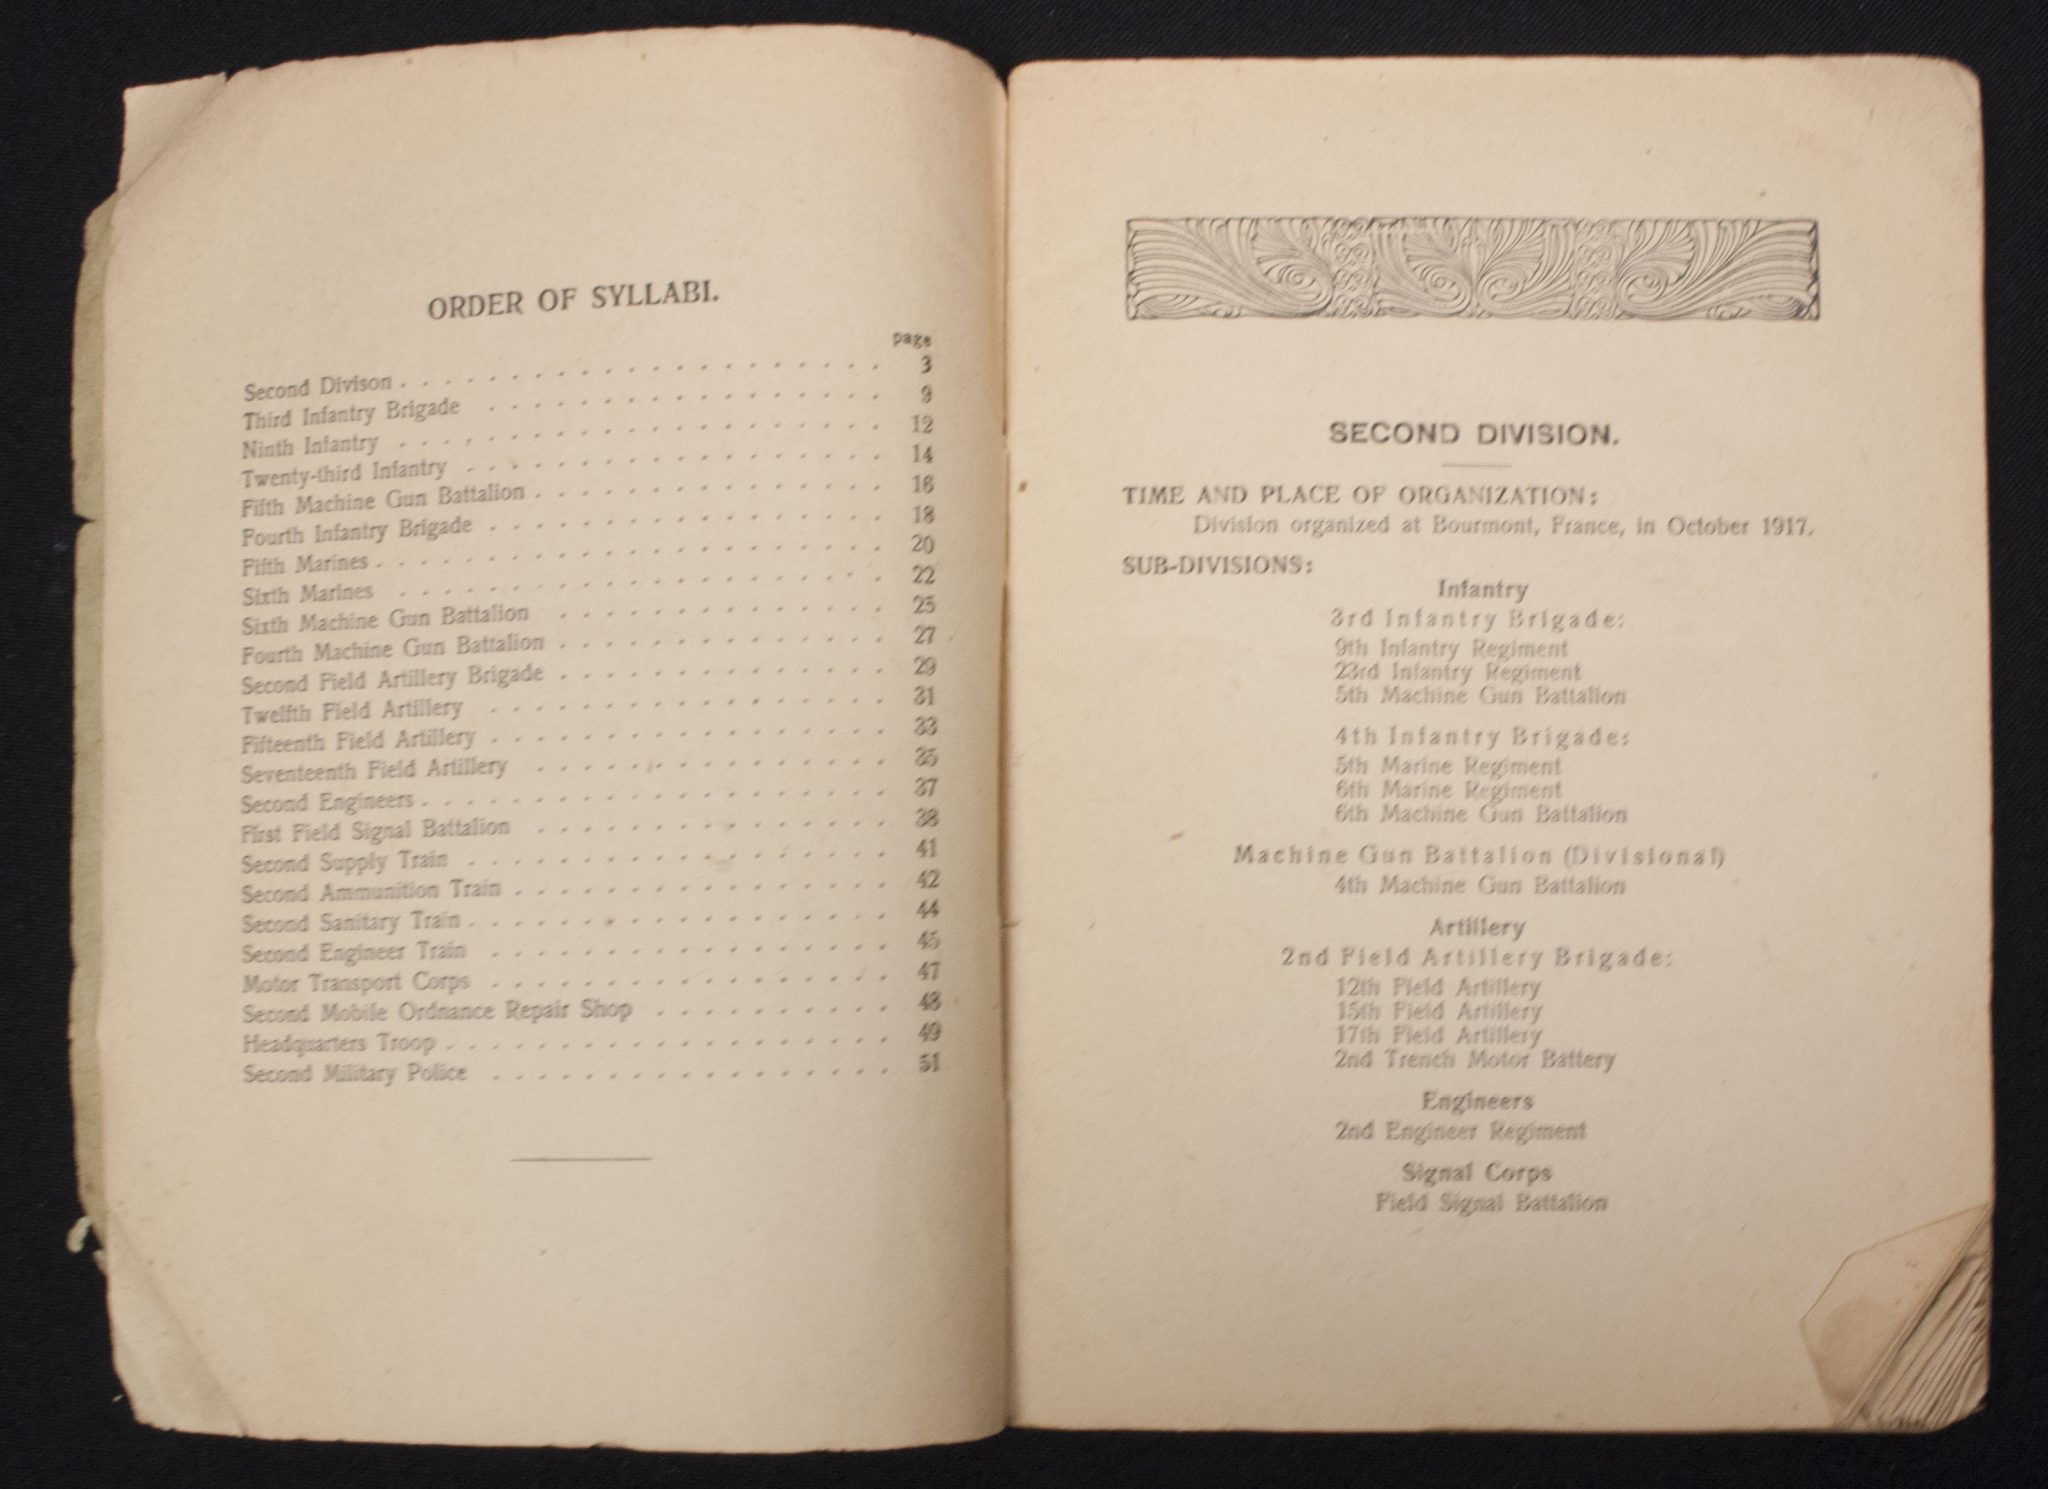 ORDER OF SYLLABI.
page
Second Divison . . . . . . . . . . . . . . . . . . . . . 3
Third Infantry Brigade . . . . . . . . . . . . . . . . . . 9
Ninth Infantry . . . . . . . . . . . . . . . . . . . . . 12
Twenty-third Infantry . . . . . . . . . . . . . . . . . . 14
Fifth Machine Gun Battalion . . . . . . . . . . . . . . . 16
Fourth Infantry Brigade . . . . . . . . . . . . . . . . . 18
Fifth Marines . . . . . . . . . . . . . . . . . . . . . . 20
Sixth Marines . . . . . . . . . . . . . . . . . . . . . 22
Sixth Machine Gun Battalion . . . . . . . . . . . . . . 25
Fourth Machine Gun Battalion . . . . . . . . . . . . . . 27
Second Field Artillery Brigade . . . . . . . . . . . . . . 29
Twelfth Field Artillery . . . . . . . . . . . . . . . . . 31
Fifteenth Field Artillery . . . . . . . . . . . . . . . . . 33
Seventeenth Field Artillery . . . . . . . . . . . . . . . 35
Second Engineers . . . . . . . . . . . . . . . . . . . . 37
First Field Signal Battalion . . . . . . . . . . . . . . . 38
Second Supply Train . . . . . . . . . . . . . . . . . . 41
Second Ammunition Train . . . . . . . . . . . . . . . . 42
Second Sanitary Train . . . . . . . . . . . . . . . . . . 44
Second Engineer Train . . . . . . . . . . . . . . . . . 45
Motor Transport Corps . . . . . . . . . . . . . . . . . 47
Second Mobile Ordnance Repair Shop . . . . . . . . . . 48
Headquarters Troop . . . . . . . . . . . . . . . . . . . 49
Second Military Police . . . . . . . . . . . . . . . . . 51
SECOND DIVISION.
TIME AND PLACE OF ORGANIZATION:
Division organized at Bourmont, France, in October 1917.
SUB-DIVISIONS:
Infantry
3rd Infantry Brigade:
9th Infantry Regiment
23rd Infantry Regiment
5th Machine Gun Battalion
4th Infantry Brigade:
5th Marine Regiment
6th Marine Regiment
6th Machine Gun Battalion
Machine Gun Battalion (Divisional)
4th Machine Gun Battalion
Artillery
2nd Field Artillery Brigade:
12th Field Artillery
15th Field Artillery
17th Field Artillery
2nd Trench Motor Battery
Engineers
2nd Engineer Regiment
Signal Corps
Field Signal Battalion